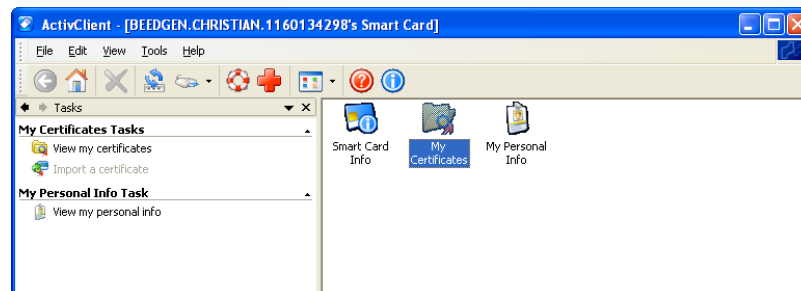 ActivClient - [BEEDGEN.CHRISTIAN.1160134298's Smart Card]
File Edit View Tools Help
Tasks
My Certificates Tasks
View my certificates
Import a certificate
My Personal Info Task
View my personal info
Smart Card
Info
My
Certificates
My Personal
Info